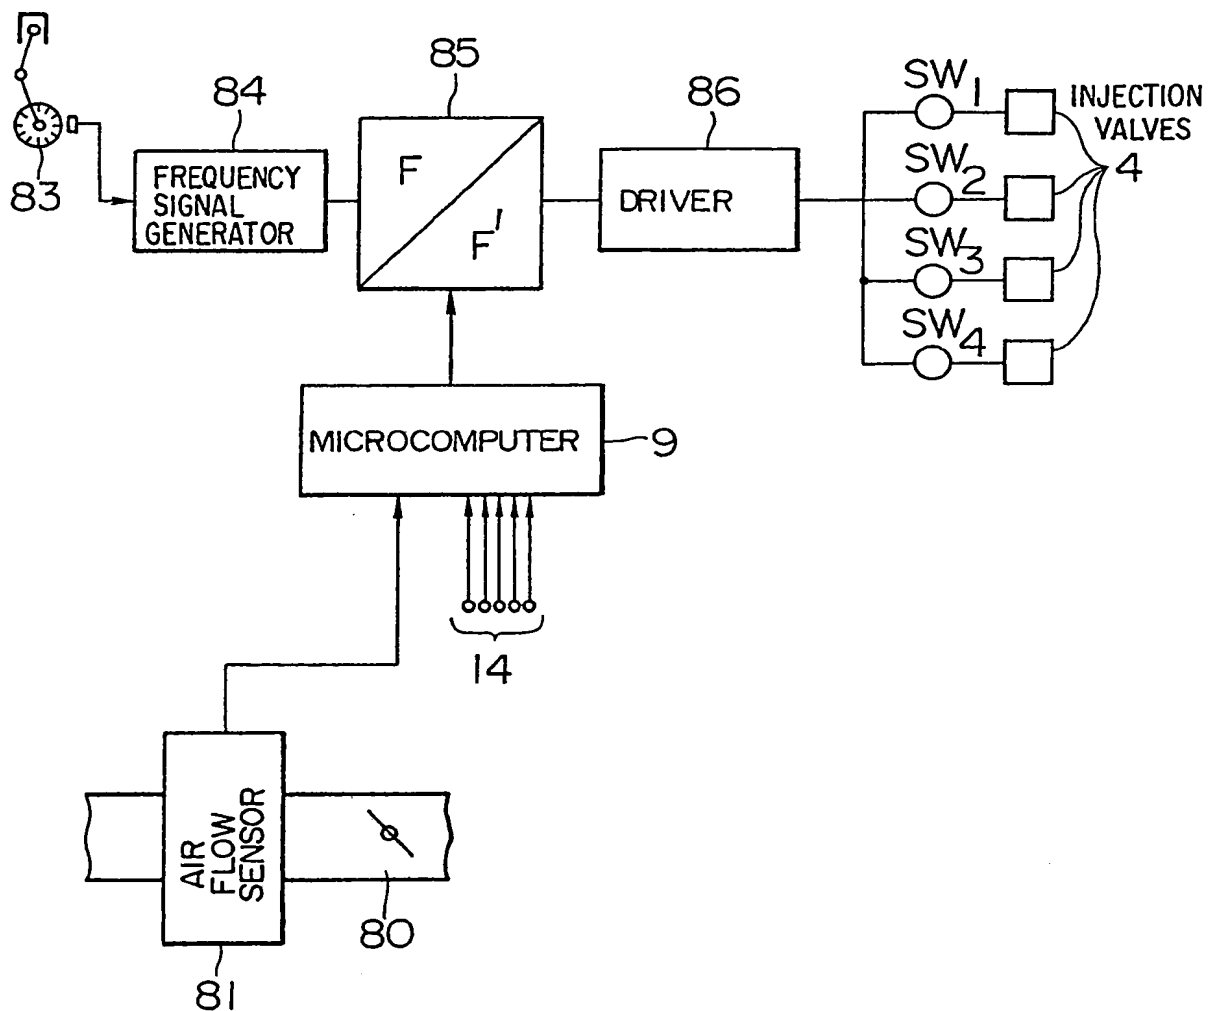 85
84
86
83
SW1
SW2
SW3
SW4
INJECTION
VALVES
4
FREQUENCY
SIGNAL
GENERATOR
F
F'
DRIVER
MICROCOMPUTER
9
14
AIR
FLOW
SENSOR
80
81